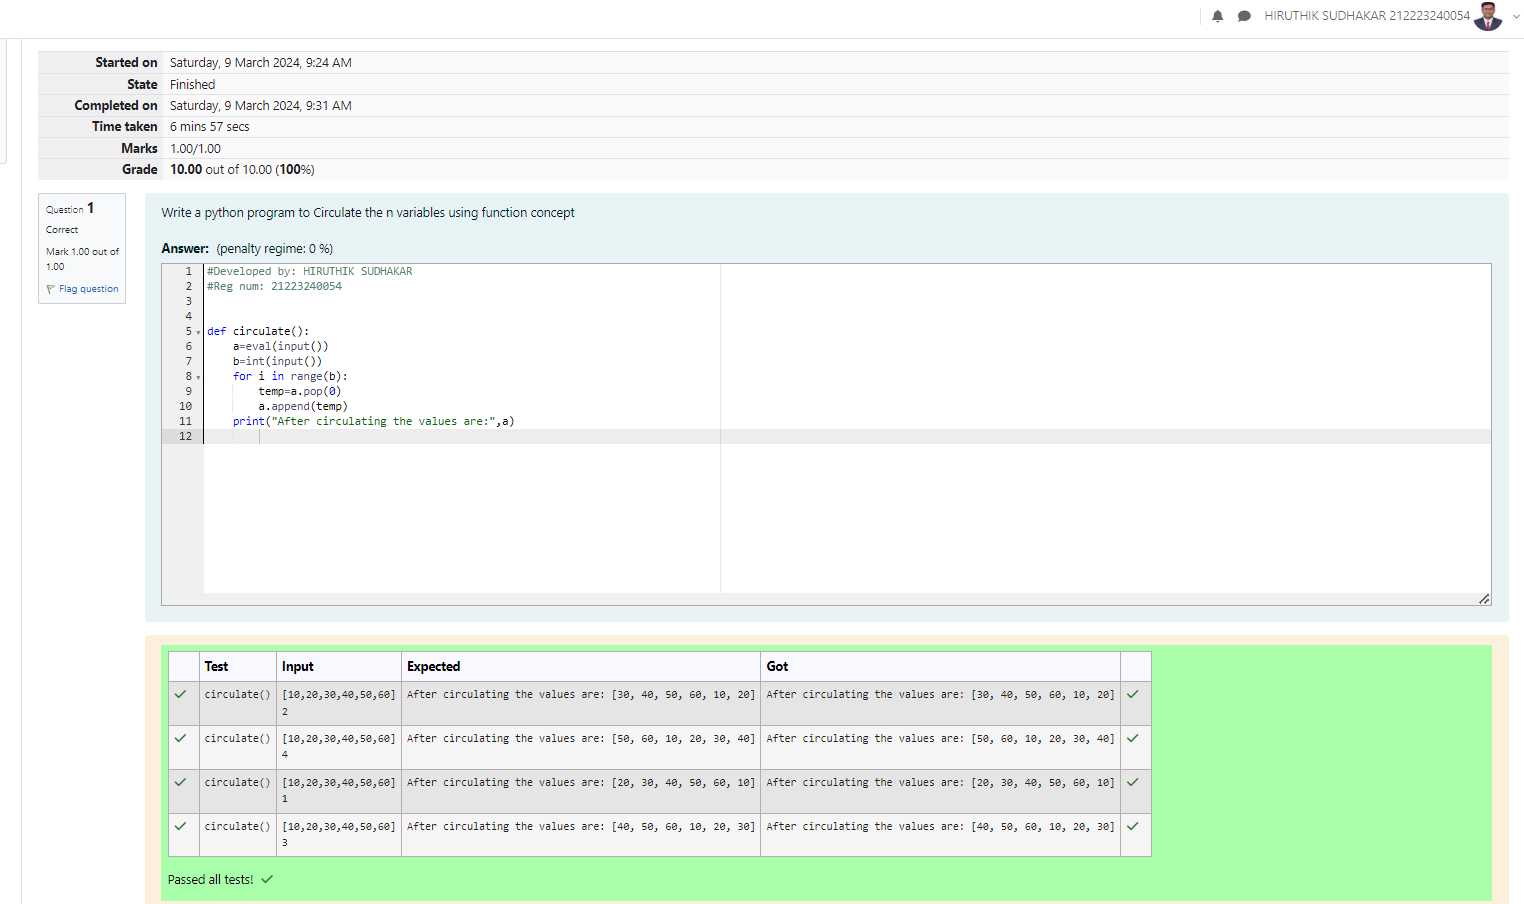 HIRUTHIK SUDHAKAR 212223240054
Started on Saturday, 9 March 2024, 9:24 AM
State Finished
Completed on Saturday, 9 March 2024, 9:31 AM
Time taken 6 mins 57 secs
Marks 1.00/1.00
Grade 10.00 out of 10.00 (100%)
Question 1
Correct
Mark 1.00 out of
1.00
Flag question
Write a python program to Circulate the n variables using function concept
Answer: (penalty regime: 0 %)
1 #Developed by: HIRUTHIK SUDHAKAR
2 #Reg num: 21223240054
3
4
5 def circulate():
6     a=eval(input())
7     b=int(input())
8     for i in range(b):
9         temp=a.pop(0)
10         a.append(temp)
11     print("After circulating the values are:",a)
12
Test Input Expected Got
circulate() [10,20,30,40,50,60] After circulating the values are: [30, 40, 50, 60, 10, 20] After circulating the values are: [30, 40, 50, 60, 10, 20]
2
circulate() [10,20,30,40,50,60] After circulating the values are: [50, 60, 10, 20, 30, 40] After circulating the values are: [50, 60, 10, 20, 30, 40]
4
circulate() [10,20,30,40,50,60] After circulating the values are: [20, 30, 40, 50, 60, 10] After circulating the values are: [20, 30, 40, 50, 60, 10]
1
circulate() [10,20,30,40,50,60] After circulating the values are: [40, 50, 60, 10, 20, 30] After circulating the values are: [40, 50, 60, 10, 20, 30]
3
Passed all tests!